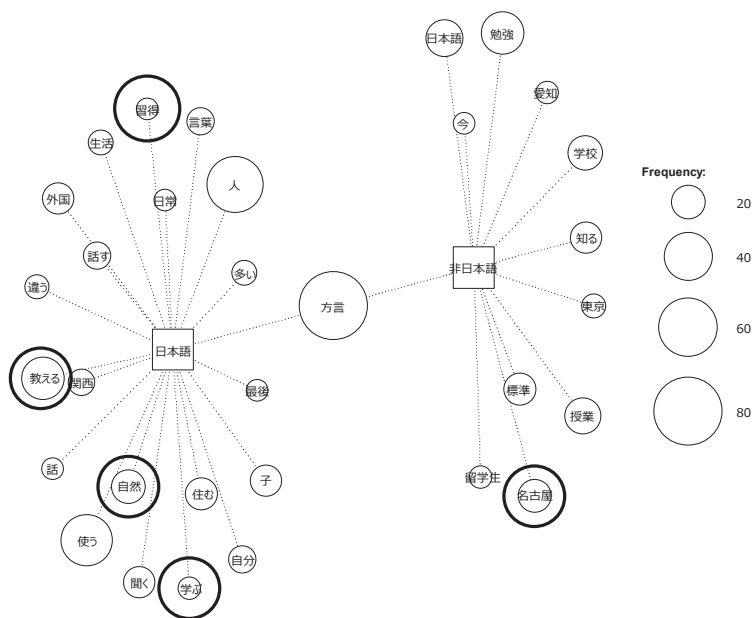 日本語
勉強
愛知
今
習得
言葉
生活
学校
人
Frequency:
日常
外国
20
知る
話す
40
多い
非日本語
違う
方言
東京
60
日本語
教える
関西
最後
標準
80
授業
話
子
留学生
自然
住む
名古屋
使う
自分
聞く
学ぶ